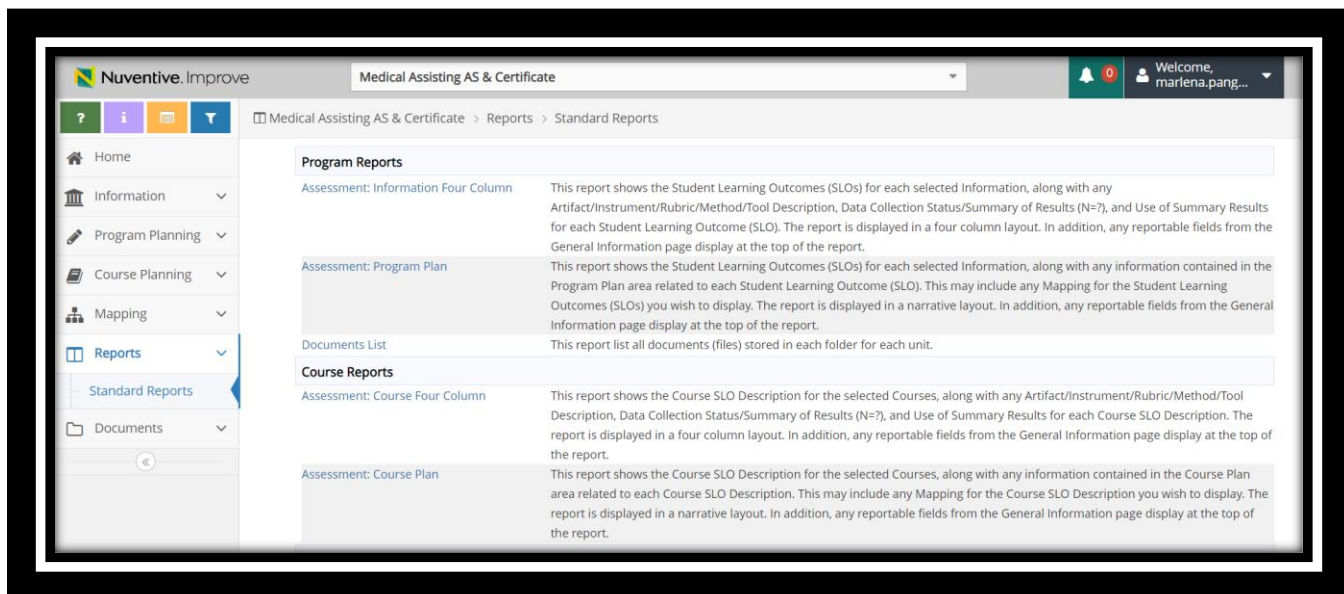 Nuventive. Improve
Medical Assisting AS & Certificate
0
Welcome,
marlena.pang...
? i
Medical Assisting AS & Certificate > Reports > Standard Reports
Home
Information
Program Planning
Course Planning
Mapping
Reports
Standard Reports
Documents
Program Reports
Assessment: Information Four Column
This report shows the Student Learning Outcomes (SLOs) for each selected Information, along with any
Artifact/Instrument/Rubric/Method/Tool Description, Data Collection Status/Summary of Results (N=?), and Use of Summary Results
for each Student Learning Outcome (SLO). The report is displayed in a four column layout. In addition, any reportable fields from the
General Information page display at the top of the report.
Assessment: Program Plan
This report shows the Student Learning Outcomes (SLOs) for each selected Information, along with any information contained in the
Program Plan area related to each Student Learning Outcome (SLO). This may include any Mapping for the Student Learning
Outcomes (SLOs) you wish to display. The report is displayed in a narrative layout. In addition, any reportable fields from the General
Information page display at the top of the report.
Documents List
This report list all documents (files) stored in each folder for each unit.
Course Reports
Assessment: Course Four Column
This report shows the Course SLO Description for the selected Courses, along with any Artifact/Instrument/Rubric/Method/Tool
Description, Data Collection Status/Summary of Results (N=?), and Use of Summary Results for each Course SLO Description. The
report is displayed in a four column layout. In addition, any reportable fields from the General Information page display at the top of
the report.
Assessment: Course Plan
This report shows the Course SLO Description for the selected Courses, along with any information contained in the Course Plan
area related to each Course SLO Description. This may include any Mapping for the Course SLO Description you wish to display. The
report is displayed in a narrative layout. In addition, any reportable fields from the General Information page display at the top of
the report.